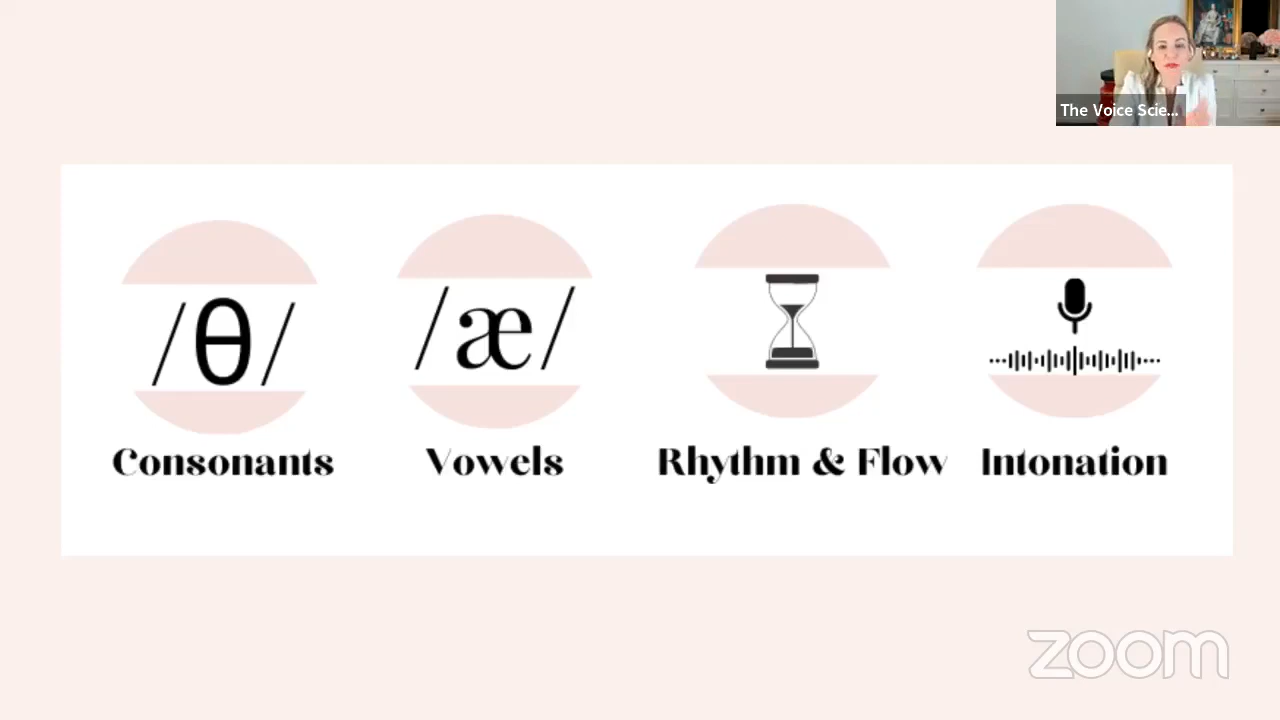 The Voice Scie...
/θ/
/æ/
Consonants
Vowels
Rhythm & Flow
Intonation
zoom